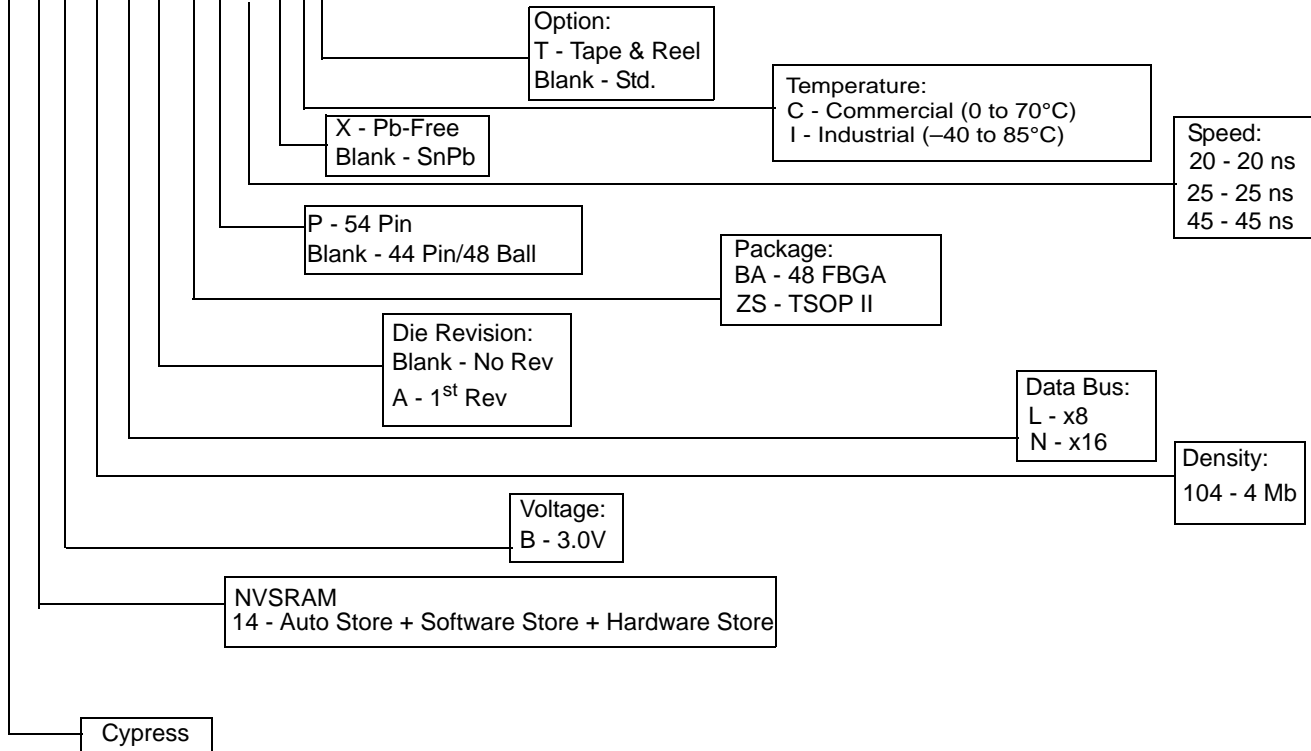 Option:
T - Tape & Reel
Blank - Std.
Temperature:
C - Commercial (0 to 70°C)
I - Industrial (–40 to 85°C)
X - Pb-Free
Blank - SnPb
Speed:
20 - 20 ns
25 - 25 ns
45 - 45 ns
P - 54 Pin
Blank - 44 Pin/48 Ball
Package:
BA - 48 FBGA
ZS - TSOP II
Die Revision:
Blank - No Rev
A - 1st Rev
Data Bus:
L - x8
N - x16
Density:
104 - 4 Mb
Voltage:
B - 3.0V
NVSRAM
14 - Auto Store + Software Store + Hardware Store
Cypress